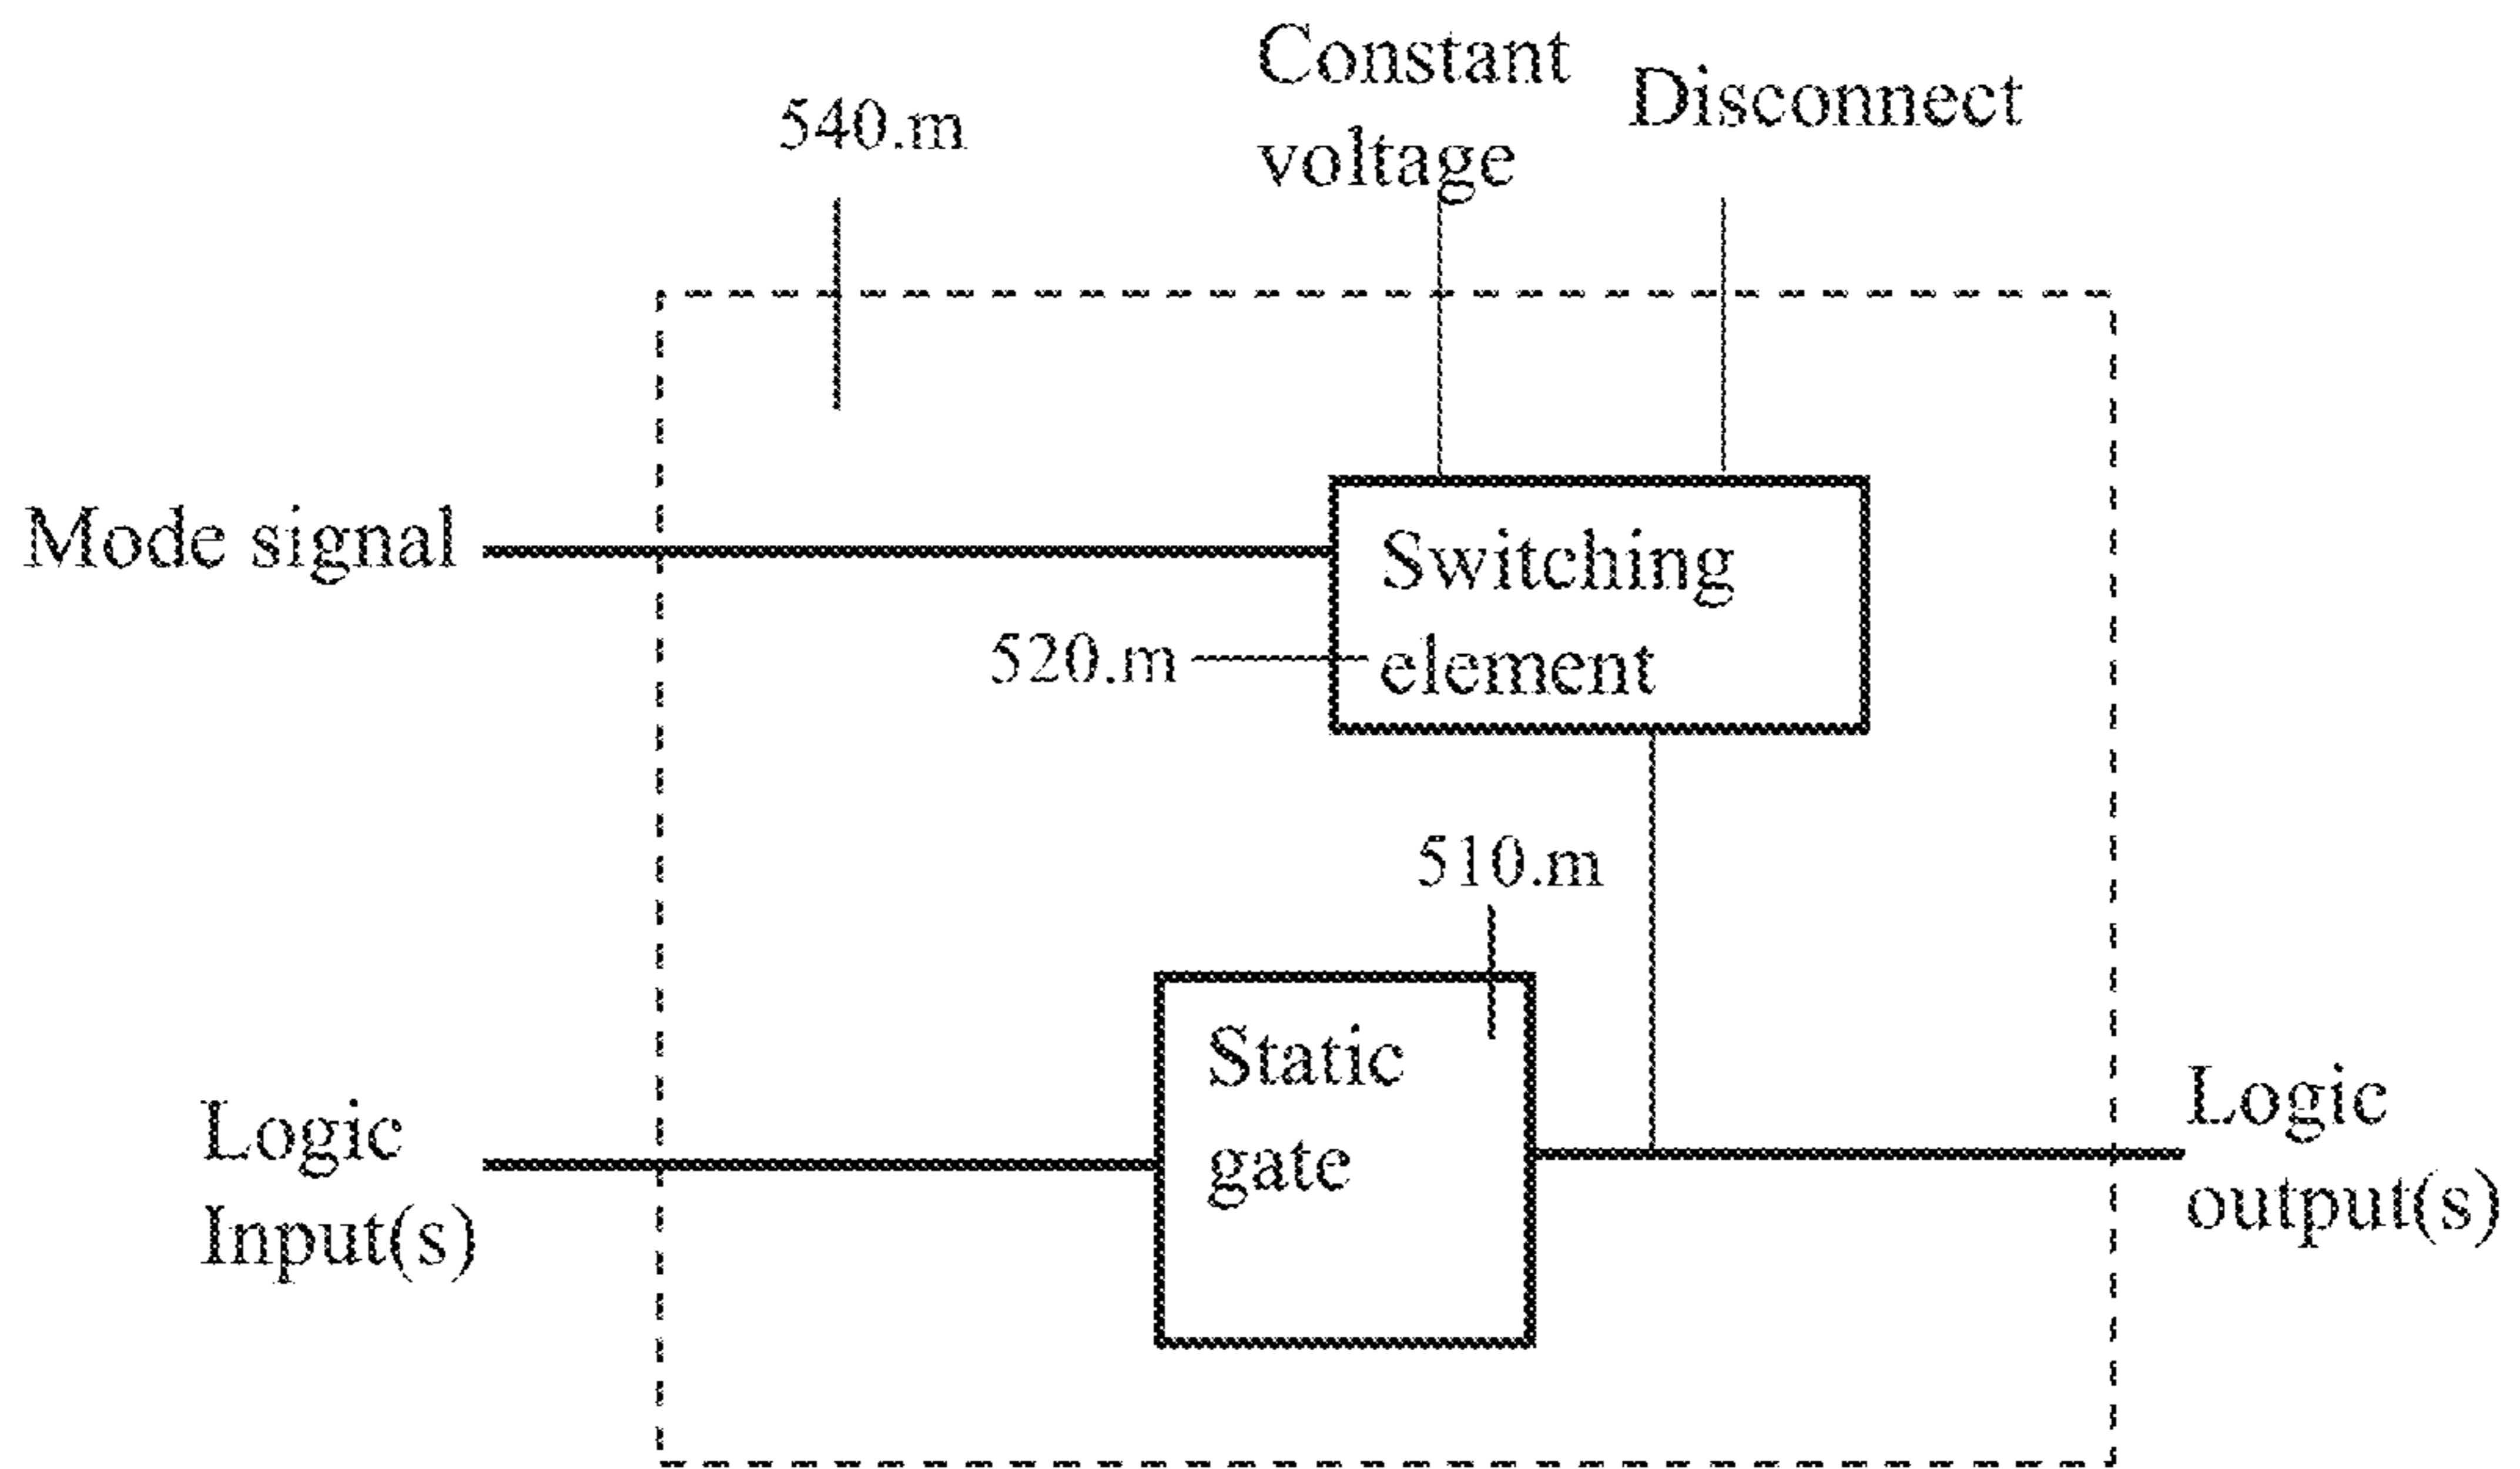 Constant
voltage
Disconnect
540.m
Mode signal
Switching
element
520.m
510.m
Static
gate
Logic
Input(s)
Logic
output(s)